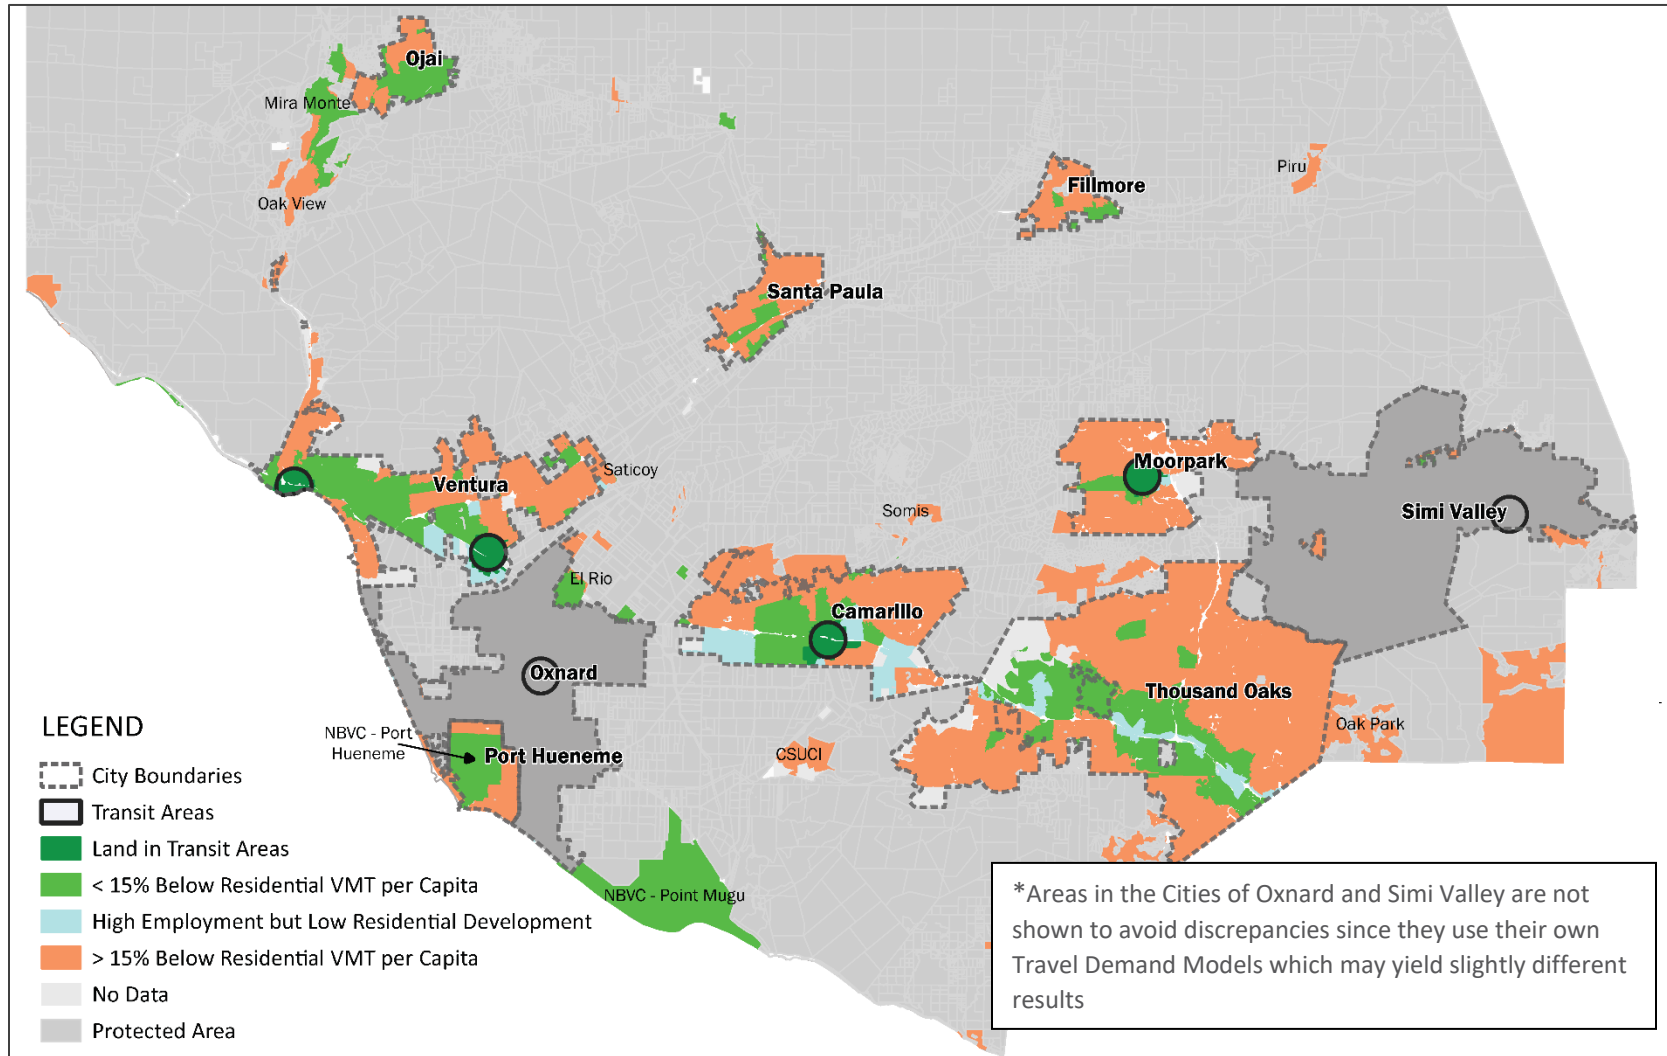 Ojai
Mira Monte
Oak View
Fillmore
Piru
Santa Paula
Ventura
Saticoy
Moorpark
Simi Valley
Somis
El Rio
Camarillo
Oxnard
Thousand Oaks
Oak Park
NBVC - Port
Hueneme
Port Hueneme
CSUCI
NBVC - Point Mugu
LEGEND
City Boundaries
Transit Areas
Land in Transit Areas
< 15% Below Residential VMT per Capita
High Employment but Low Residential Development
> 15% Below Residential VMT per Capita
No Data
Protected Area
*Areas in the Cities of Oxnard and Simi Valley are not
shown to avoid discrepancies since they use their own
Travel Demand Models which may yield slightly different
results